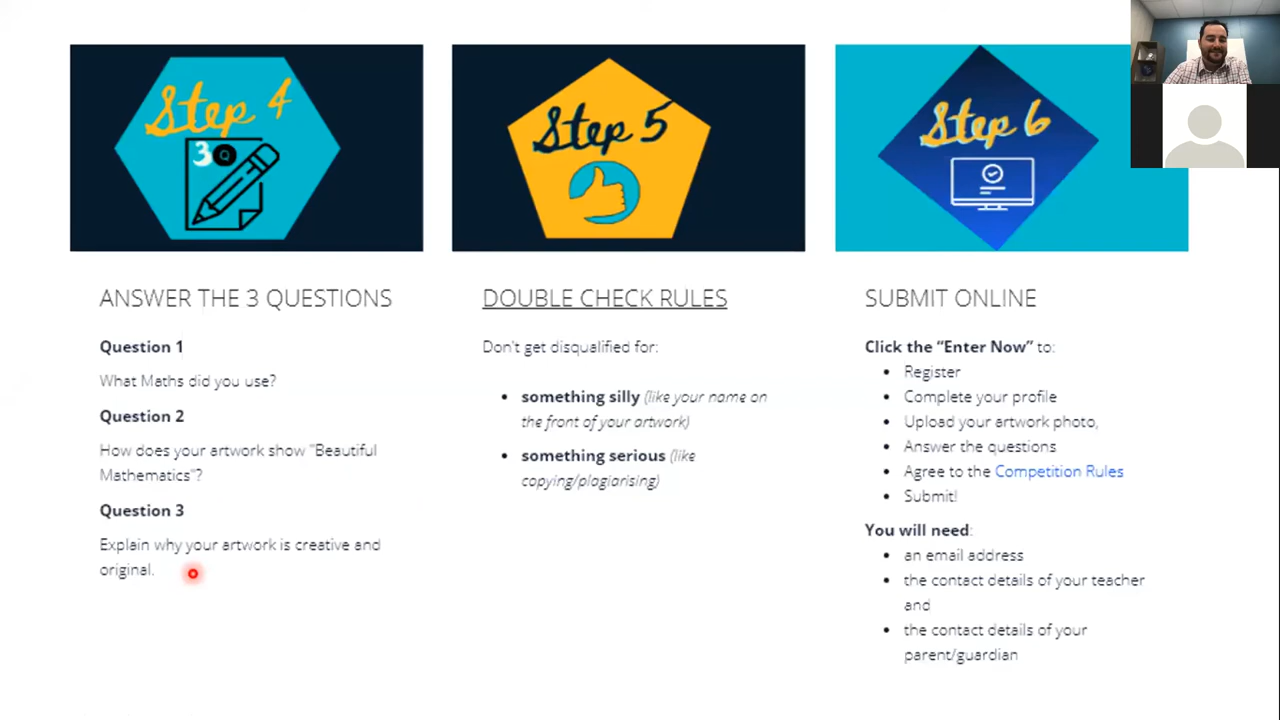 Step 4
3Q
Step 5
Step 6
ANSWER THE 3 QUESTIONS
Question 1
What Maths did you use?
Question 2
How does your artwork show "Beautiful
Mathematics"?
Question 3
Explain why your artwork is creative and
original.
DOUBLE CHECK RULES
Don't get disqualified for:
something silly (like your name on
the front of your artwork)
something serious (like
copying/plagiarising)
SUBMIT ONLINE
Click the “Enter Now” to:
Register
Complete your profile
Upload your artwork photo,
Answer the questions
Agree to the Competition Rules
Submit!
You will need:
an email address
the contact details of your teacher
and
the contact details of your
parent/guardian